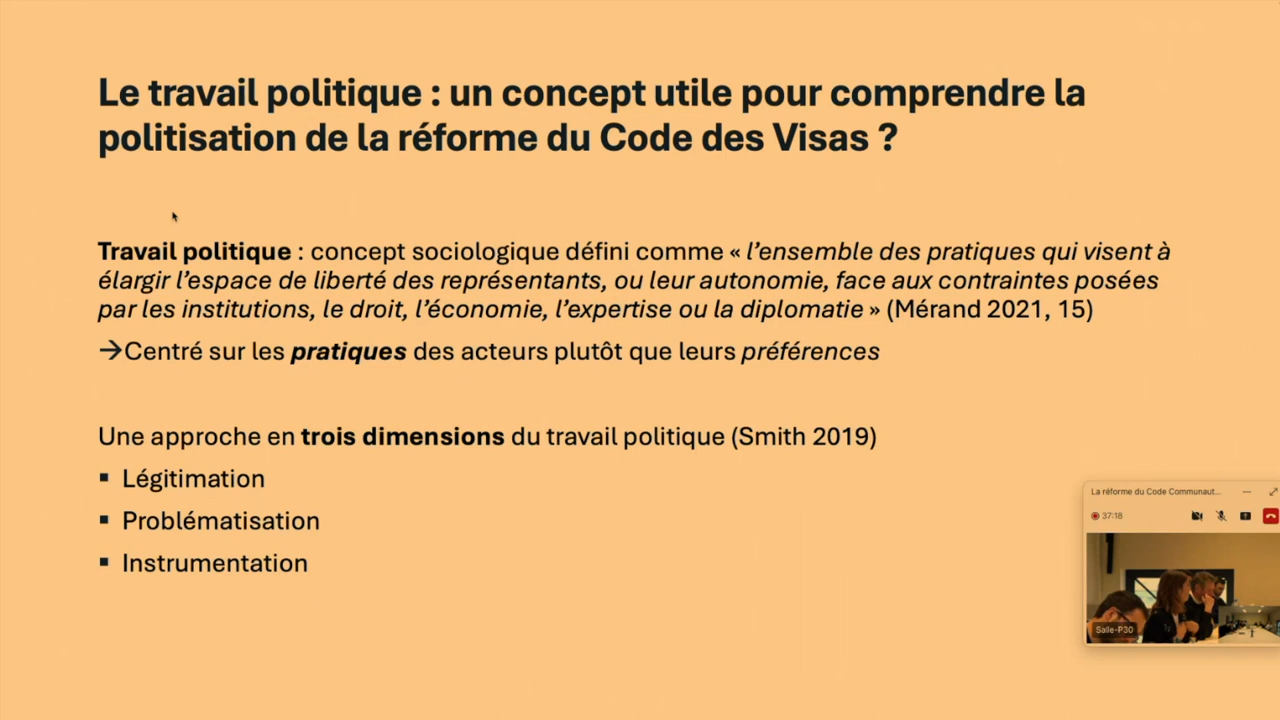 Le travail politique : un concept utile pour comprendre la
politisation de la réforme du Code des Visas ?
Travail politique : concept sociologique défini comme « l’ensemble des pratiques qui visent à
élargir l’espace de liberté des représentants, ou leur autonomie, face aux contraintes posées
par les institutions, le droit, l’économie, l’expertise ou la diplomatie » (Mérand 2021, 15)
→Centré sur les pratiques des acteurs plutôt que leurs préférences
Une approche en trois dimensions du travail politique (Smith 2019)
▪ Légitimation
▪ Problématisation
▪ Instrumentation
La réforme du Code Communaut...
37:18
Salle-P30